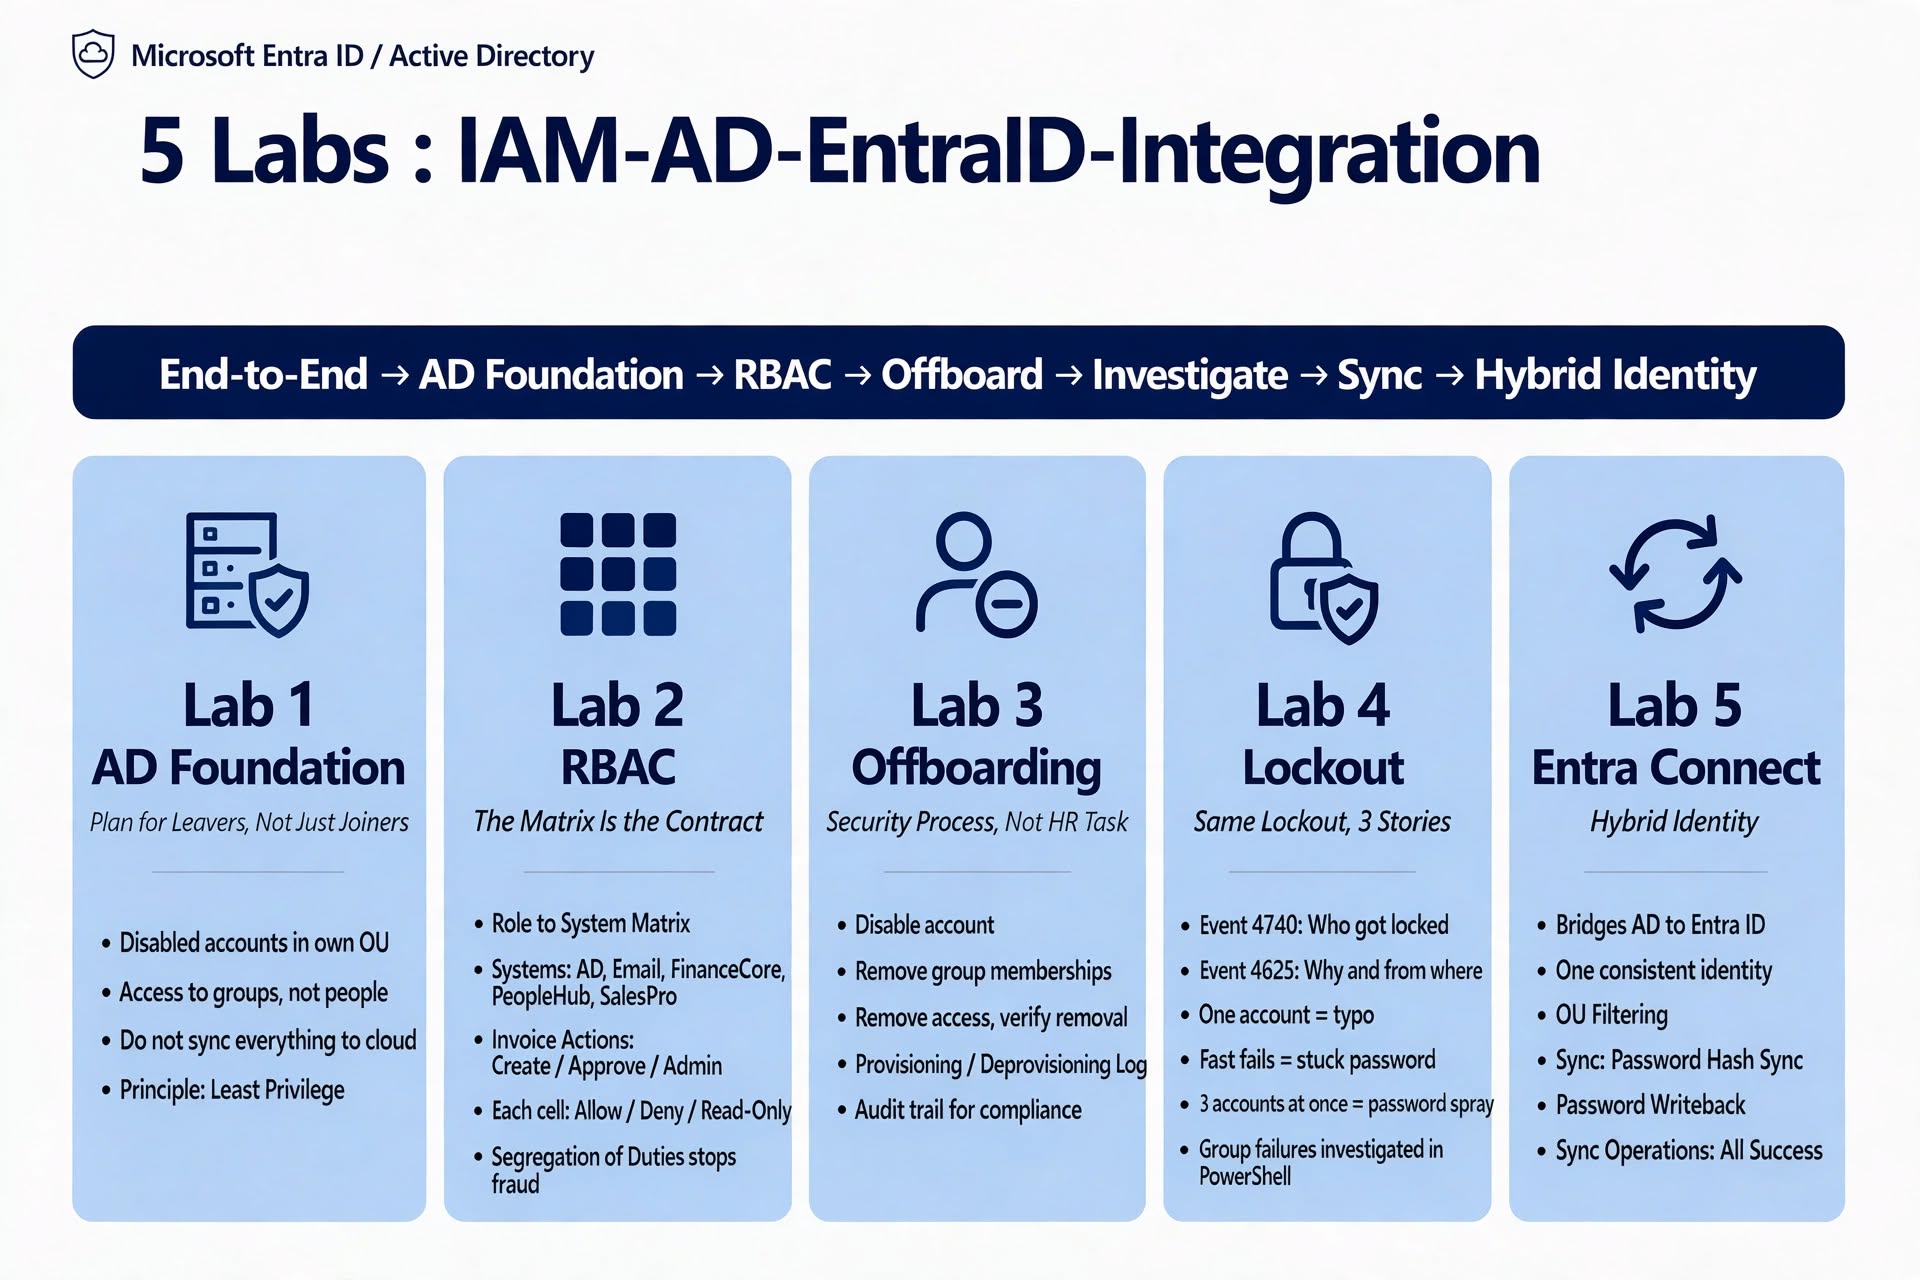 Microsoft Entra ID / Active Directory
5 Labs : IAM-AD-EntraID-Integration
End-to-End → AD Foundation → RBAC → Offboard → Investigate → Sync → Hybrid Identity
Lab 1
AD Foundation
Plan for Leavers, Not Just Joiners
• Disabled accounts in own OU
• Access to groups, not people
• Do not sync everything to cloud
• Principle: Least Privilege
Lab 2
RBAC
The Matrix Is the Contract
• Role to System Matrix
• Systems: AD, Email, FinanceCore,
PeopleHub, SalesPro
• Invoice Actions:
Create / Approve / Admin
• Each cell: Allow / Deny / Read-Only
• Segregation of Duties stops
fraud
Lab 3
Offboarding
Security Process, Not HR Task
• Disable account
• Remove group memberships
• Remove access, verify removal
• Provisioning / Deprovisioning Log
• Audit trail for compliance
Lab 4
Lockout
Same Lockout, 3 Stories
• Event 4740: Who got locked
• Event 4625: Why and from where
• One account = typo
• Fast fails = stuck password
• 3 accounts at once = password spray
• Group failures investigated in
PowerShell
Lab 5
Entra Connect
Hybrid Identity
• Bridges AD to Entra ID
• One consistent identity
• OU Filtering
• Sync: Password Hash Sync
• Password Writeback
• Sync Operations: All Success